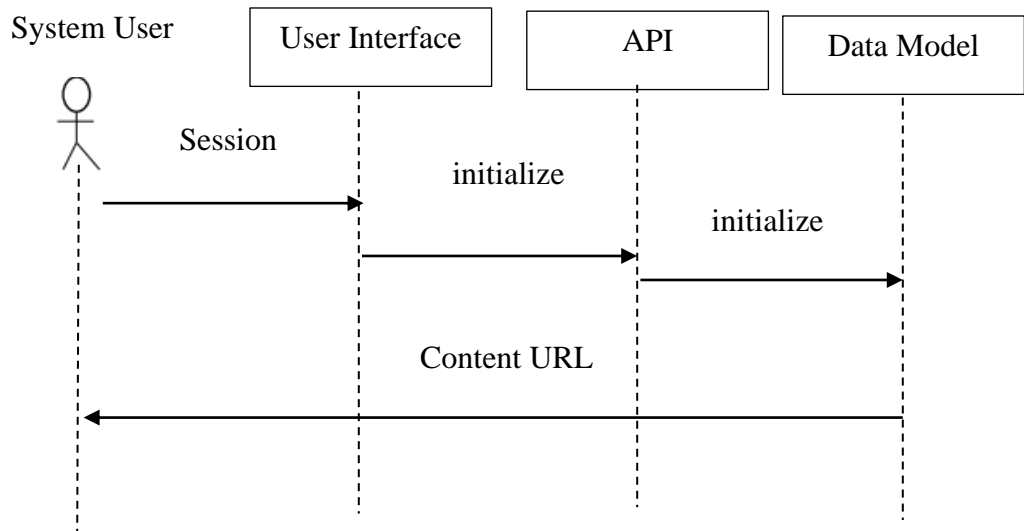 System User
User Interface
API
Data Model
Session
initialize
initialize
Content URL